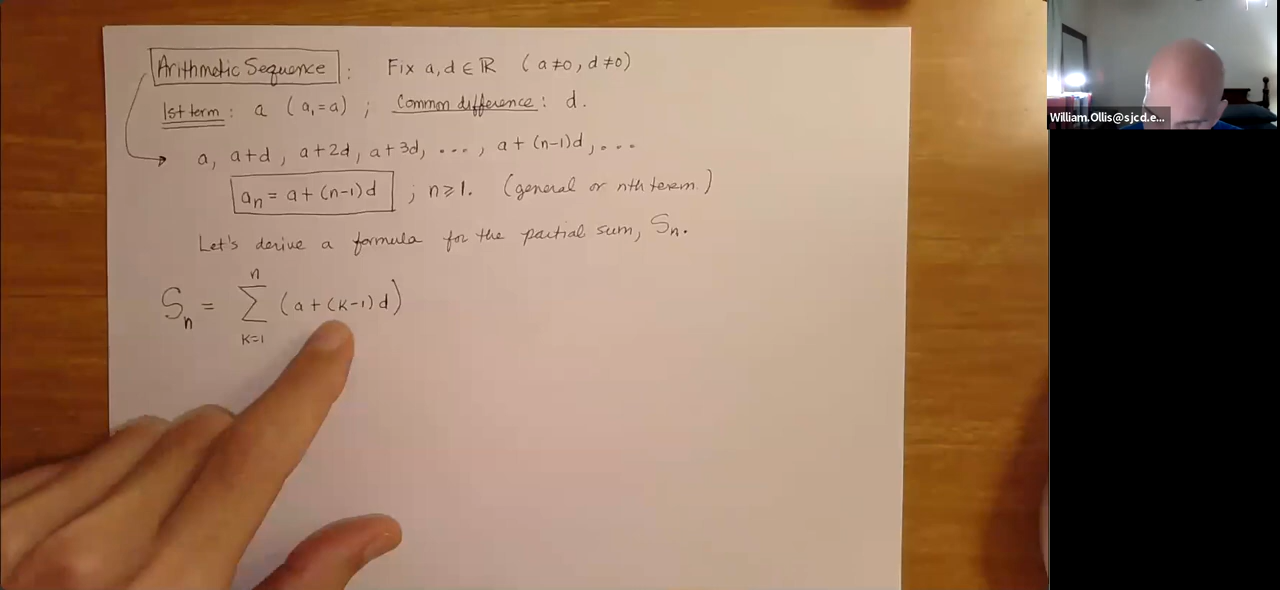 Arithmetic Sequence : Fix a, d ∈ ℝ (a≠0, d≠0)
1st term : a (a₁ = a) ; Common difference : d.
a, a+d, a+2d, a+3d, ..., a+(n-1)d, ...
aₙ = a + (n-1)d ; n ≥ 1. (general or nth term.)
Let's derive a formula for the partial sum, Sₙ.
Sₙ = ∑ₖ₌₁ⁿ (a + (k-1)d)
William.Ollis@sjcd.e...